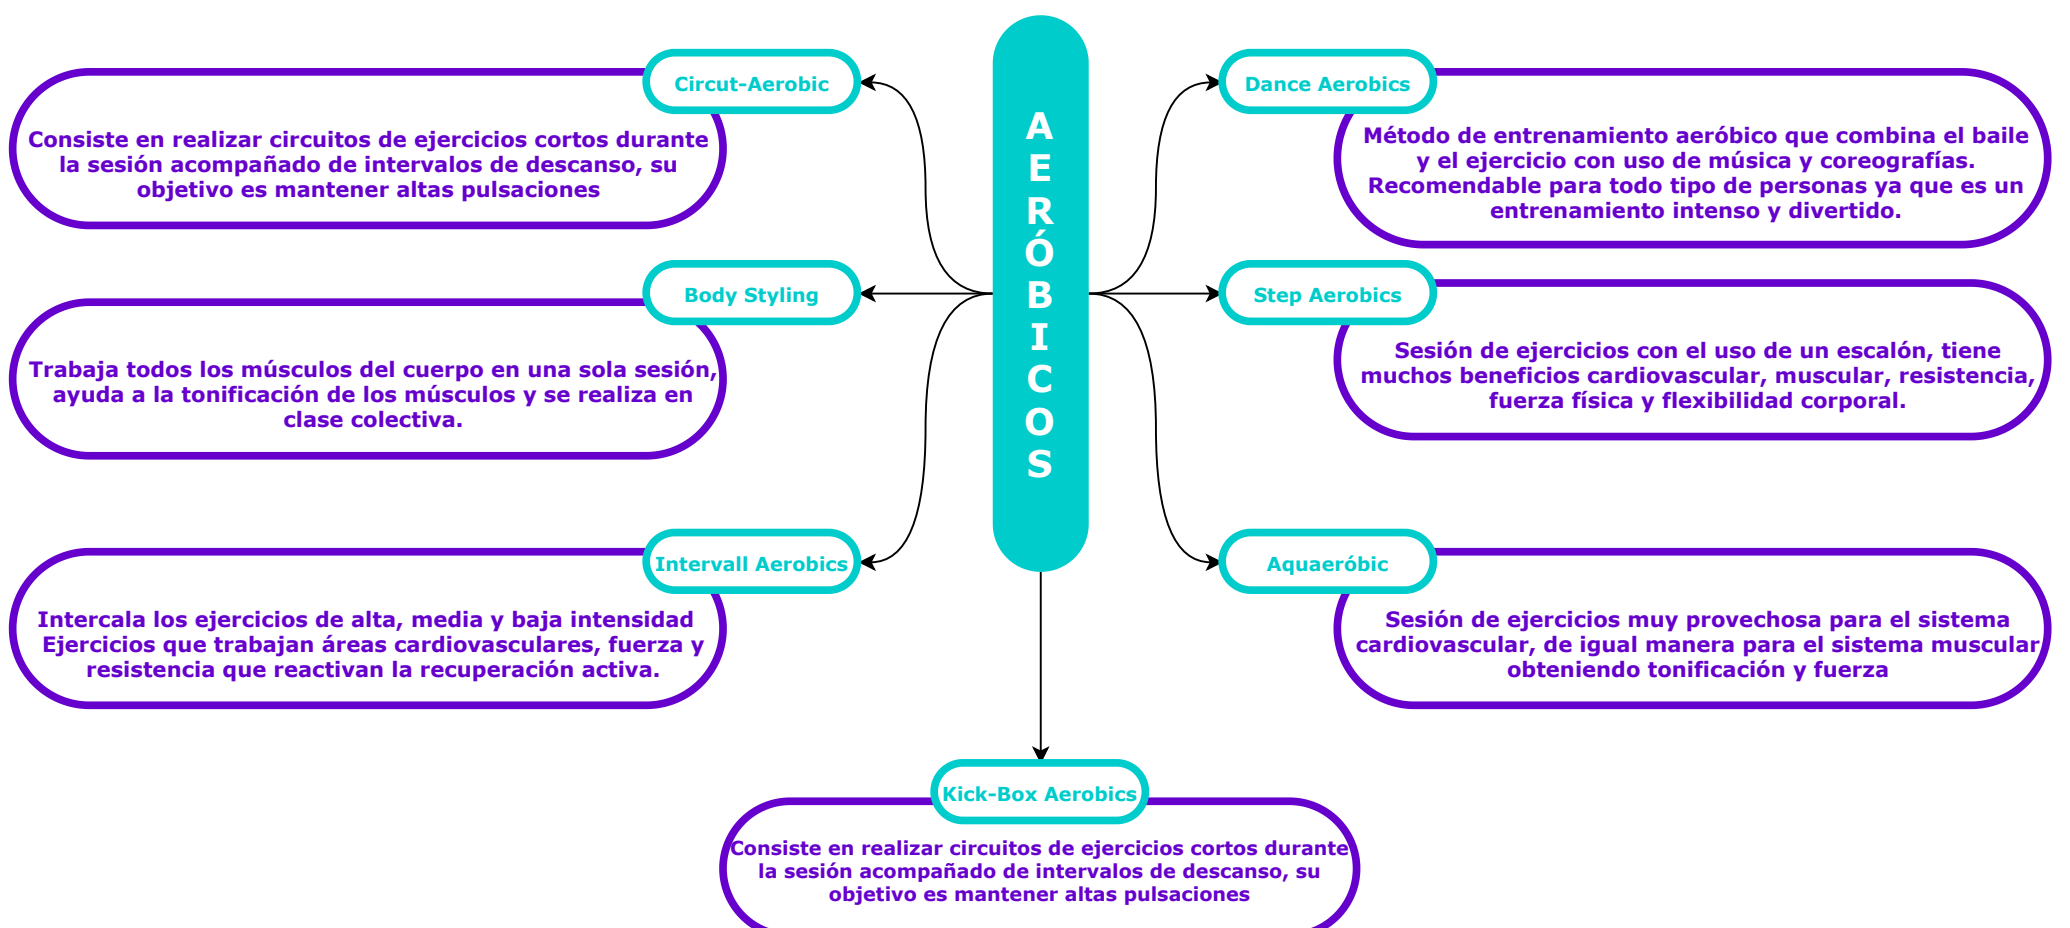 AERÓBICOS
Circut-Aerobic
Consiste en realizar circuitos de ejercicios cortos durante
la sesión acompañado de intervalos de descanso, su
objetivo es mantener altas pulsaciones
Body Styling
Trabaja todos los músculos del cuerpo en una sola sesión,
ayuda a la tonificación de los músculos y se realiza en
clase colectiva.
Intervall Aerobics
Intercala los ejercicios de alta, media y baja intensidad
Ejercicios que trabajan áreas cardiovasculares, fuerza y
resistencia que reactivan la recuperación activa.
Dance Aerobics
Método de entrenamiento aeróbico que combina el baile
y el ejercicio con uso de música y coreografías.
Recomendable para todo tipo de personas ya que es un
entrenamiento intenso y divertido.
Step Aerobics
Sesión de ejercicios con el uso de un escalón, tiene
muchos beneficios cardiovascular, muscular, resistencia,
fuerza física y flexibilidad corporal.
Aquaeróbic
Sesión de ejercicios muy provechosa para el sistema
cardiovascular, de igual manera para el sistema muscular
obteniendo tonificación y fuerza
Kick-Box Aerobics
Consiste en realizar circuitos de ejercicios cortos durante
la sesión acompañado de intervalos de descanso, su
objetivo es mantener altas pulsaciones